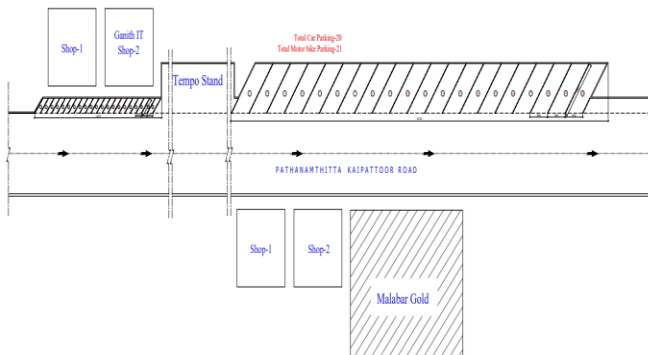 Total Car Parking-20
Total Motor bike Parking-21
Shop-1
Ganith IT
Shop-2
Tempo Stand
PATHANAMTHITTA KAIPATTOOR ROAD
Shop-1
Shop-2
Malabar Gold